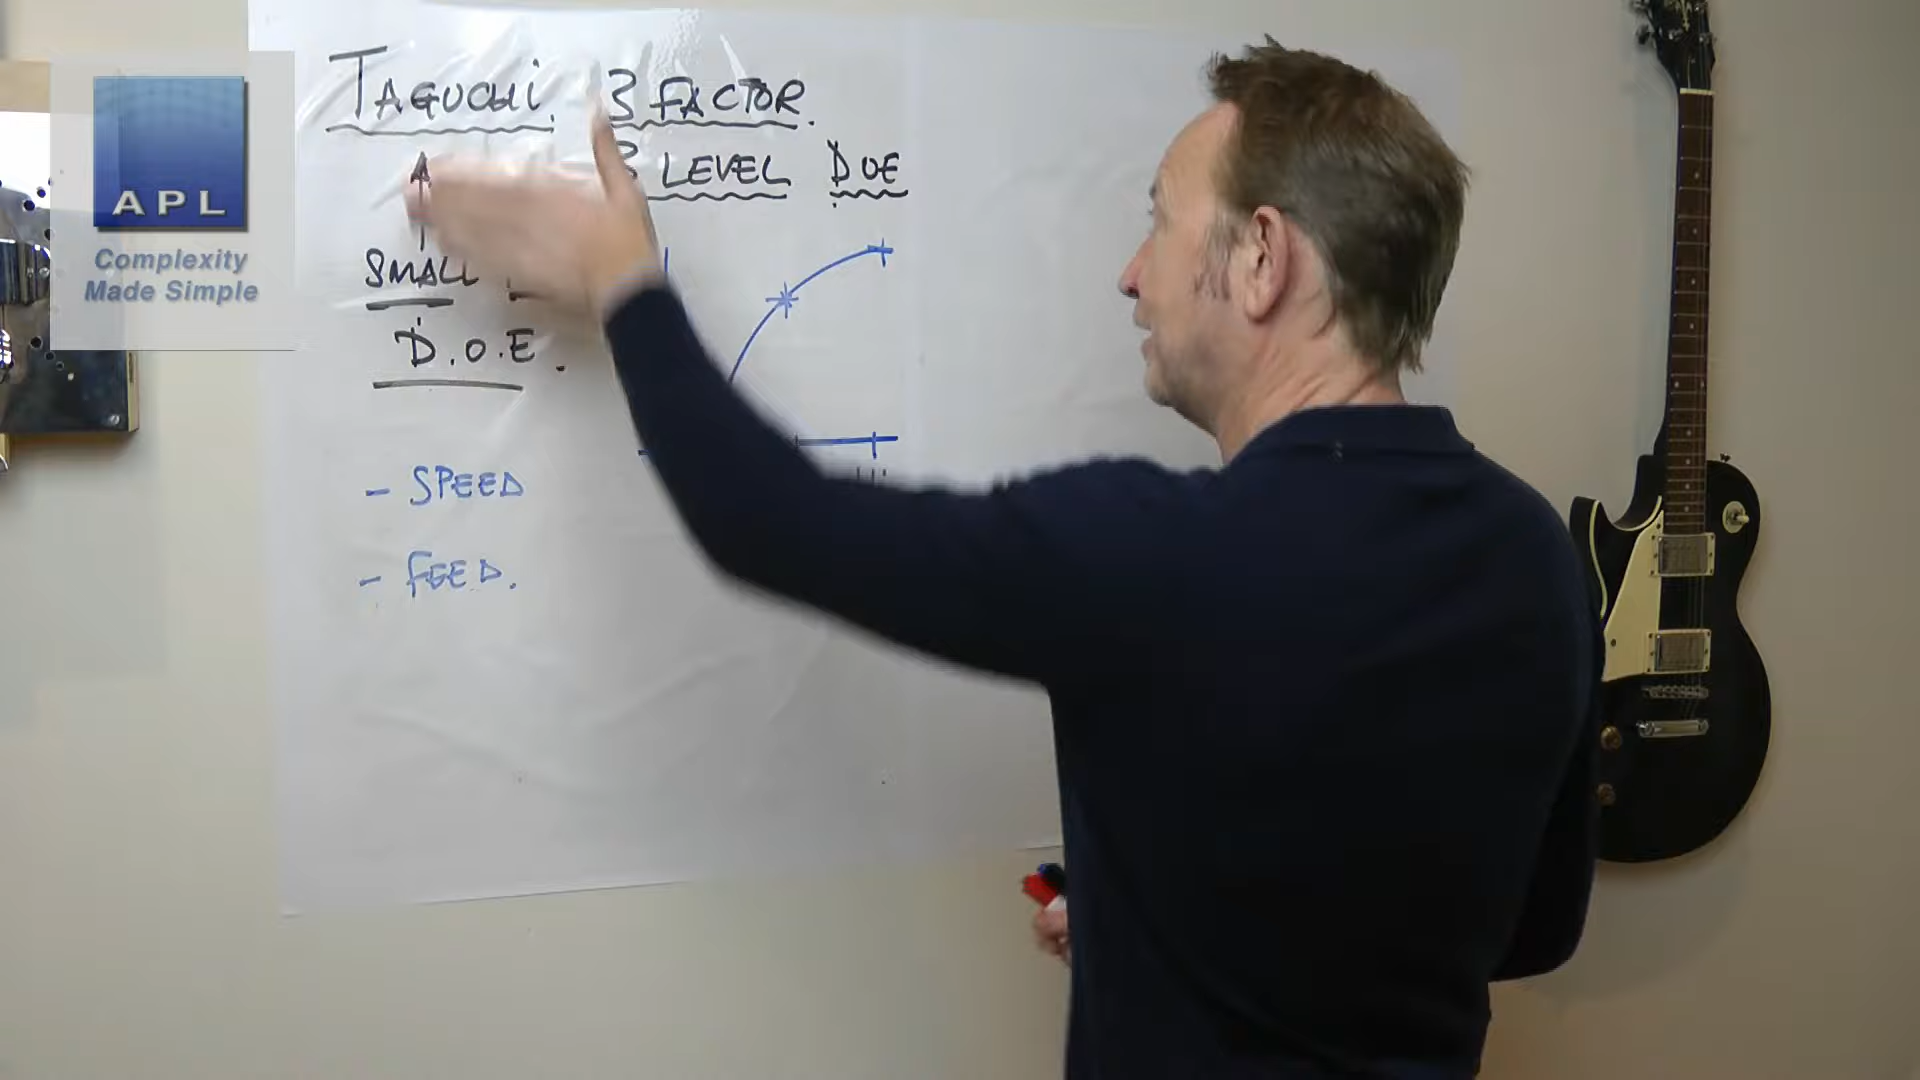 TAGUCHI. 3 FACTOR.
3 LEVEL DOE
SMALL
D.O.E.
- SPEED
- FEED.
APL
Complexity
Made Simple